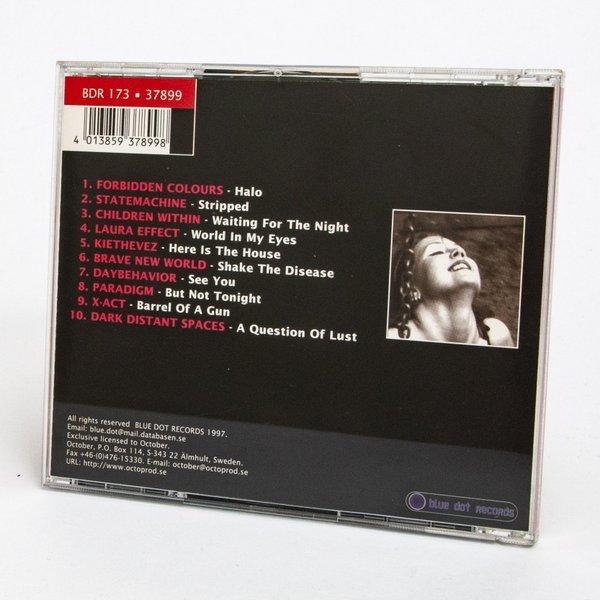 BDR 173 ▪ 37899
4 013859 378998
1. FORBIDDEN COLOURS - Halo
2. STATEMACHINE - Stripped
3. CHILDREN WITHIN - Waiting For The Night
4. LAURA EFFECT - World In My Eyes
5. KIETHEVEZ - Here Is The House
6. BRAVE NEW WORLD - Shake The Disease
7. DAYBEHAVIOR - See You
8. PARADIGM - But Not Tonight
9. X-ACT - Barrel Of A Gun
10. DARK DISTANT SPACES - A Question Of Lust
All rights reserved BLUE DOT RECORDS 1997.
Email: blue.dot@mail.databasen.se
Exclusive licensed to October.
October, P.O. Box 114, S-343 22 Älmhult, Sweden.
Fax +46-(0)476-15330. E-mail: october@octoprod.se
URL: http://www.octoprod.se
blue dot RECORDS